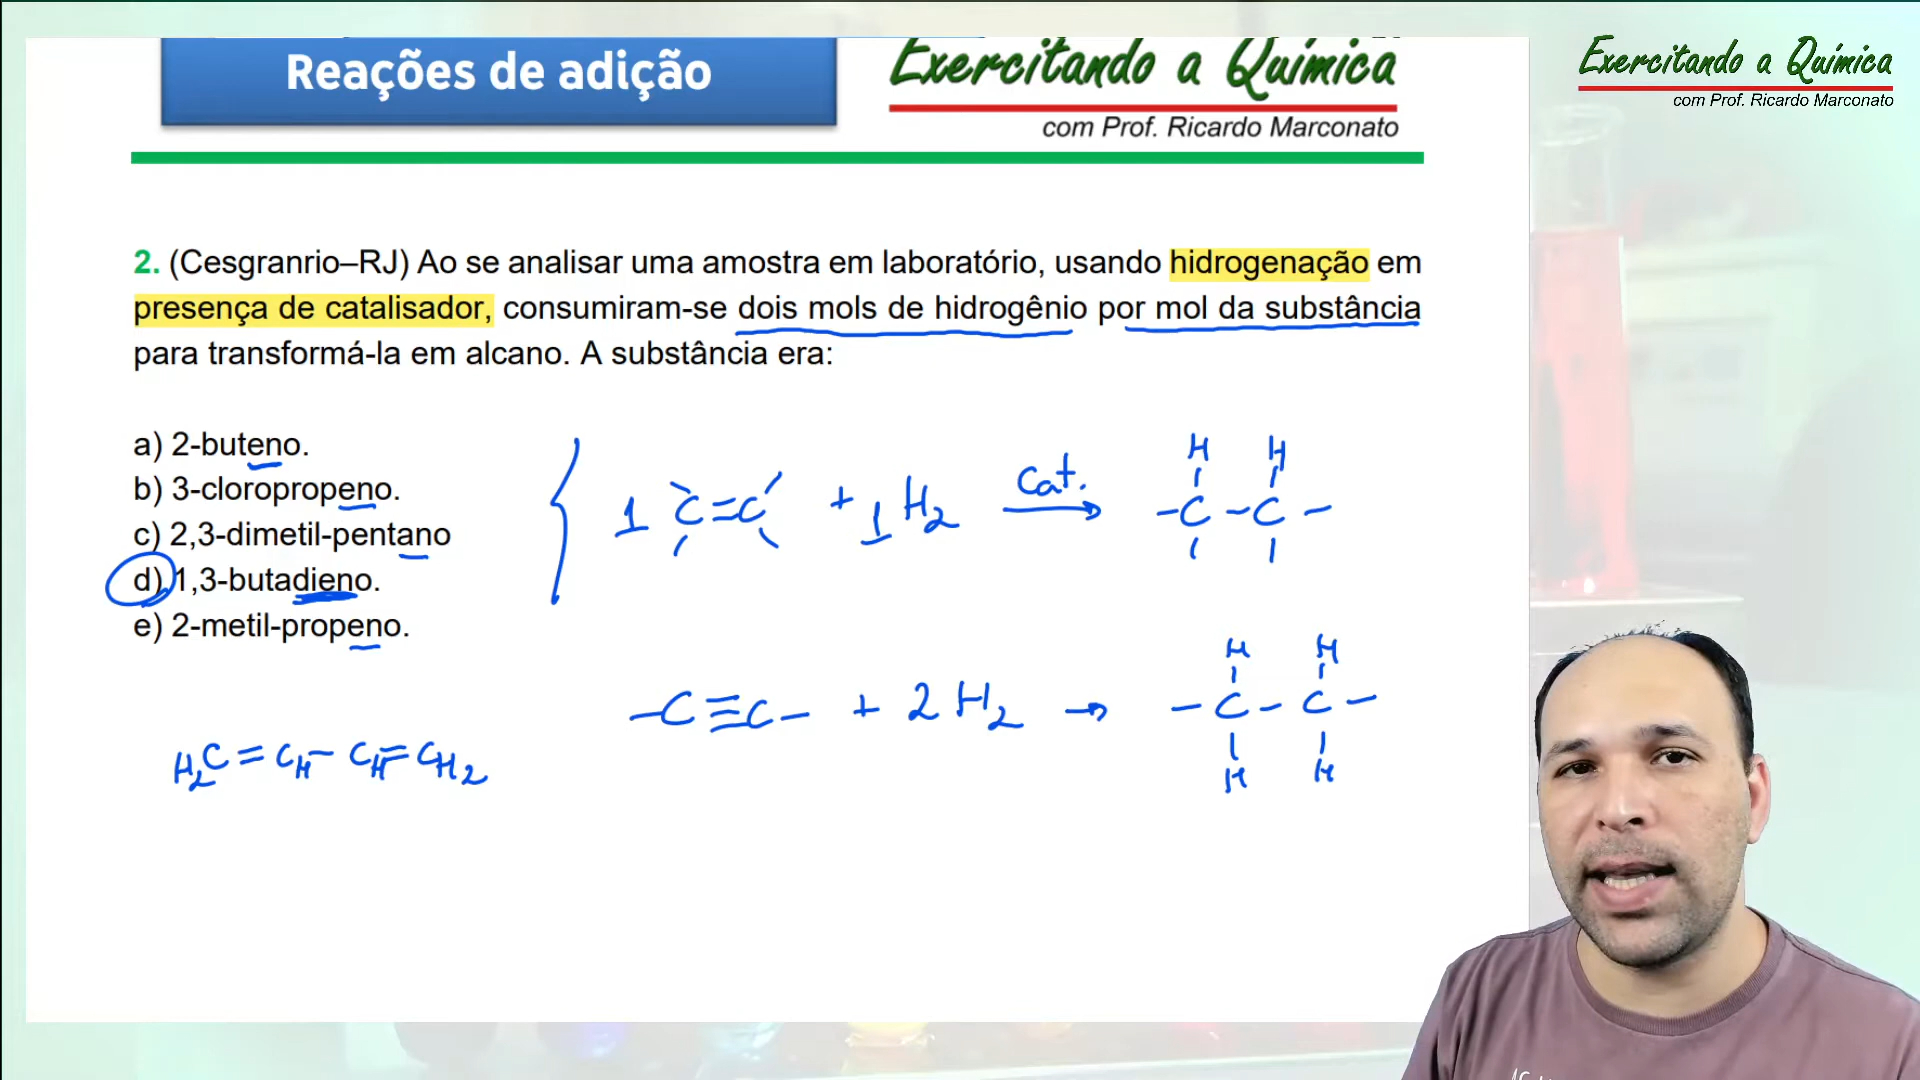 Reações de adição
Exercitando a Química
com Prof. Ricardo Marconato
Exercitando a Química
com Prof. Ricardo Marconato
2. (Cesgranrio–RJ) Ao se analisar uma amostra em laboratório, usando hidrogenação em
presença de catalisador, consumiram-se dois mols de hidrogênio por mol da substância
para transformá-la em alcano. A substância era:
a) 2-buteno.
b) 3-cloropropeno.
c) 2,3-dimetil-pentano
d) 1,3-butadieno.
e) 2-metil-propeno.
H H
1 C=C + 1 H2 Cat. → -C-C-
H H
-C≡C- + 2 H2 → -C-C-
H H
H2C=CH-CH=CH2